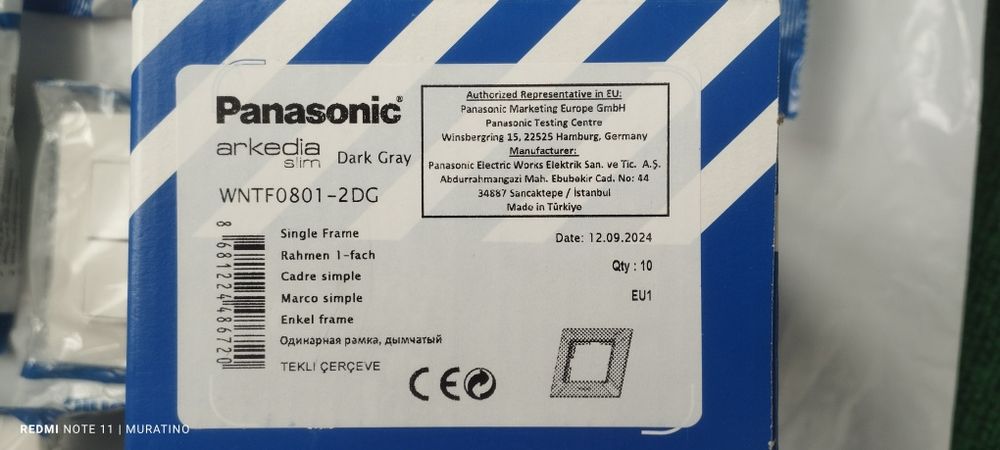 Panasonic®
arkedia
slim
Dark Gray
WNTF0801-2DG
Authorized Representative in EU:
Panasonic Marketing Europe GmbH
Panasonic Testing Centre
Winsbergring 15, 22525 Hamburg, Germany
Manufacturer:
Panasonic Electric Works Elektrik San. ve Tic. A.Ş.
Abdurrahmangazi Mah. Ebubekir Cad. No: 44
34887 Sancaktepe / İstanbul
Made in Türkiye
8681224486720
Single Frame
Rahmen 1-fach
Cadre simple
Marco simple
Enkel frame
Одинарная рамка, дымчатый
TEKLİ ÇERÇEVE
Date: 12.09.2024
Qty : 10
EU1
CE
REDMI NOTE 11 | MURATINO